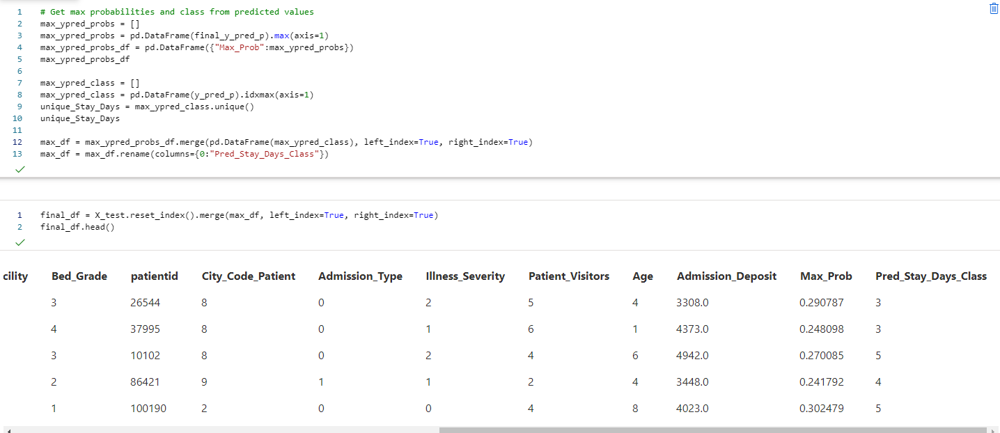 1 # Get max probabilities and class from predicted values
2 max_ypred_probs = []
3 max_ypred_probs = pd.DataFrame(final_y_pred_p).max(axis=1)
4 max_ypred_probs_df = pd.DataFrame({"Max_Prob":max_ypred_probs})
5 max_ypred_probs_df
6
7 max_ypred_class = []
8 max_ypred_class = pd.DataFrame(y_pred_p).idxmax(axis=1)
9 unique_Stay_Days = max_ypred_class.unique()
10 unique_Stay_Days
11
12 max_df = max_ypred_probs_df.merge(pd.DataFrame(max_ypred_class), left_index=True, right_index=True)
13 max_df = max_df.rename(columns={0:"Pred_Stay_Days_Class"})
1 final_df = X_test.reset_index().merge(max_df, left_index=True, right_index=True)
2 final_df.head()
cility Bed_Grade patientid City_Code_Patient Admission_Type Illness_Severity Patient_Visitors Age Admission_Deposit Max_Prob Pred_Stay_Days_Class
3 26544 8 0 2 5 4 3308.0 0.290787 3
4 37995 8 0 1 6 1 4373.0 0.248098 3
3 10102 8 0 2 4 6 4942.0 0.270085 5
2 86421 9 1 1 2 4 3448.0 0.241792 4
1 100190 2 0 0 4 8 4023.0 0.302479 5